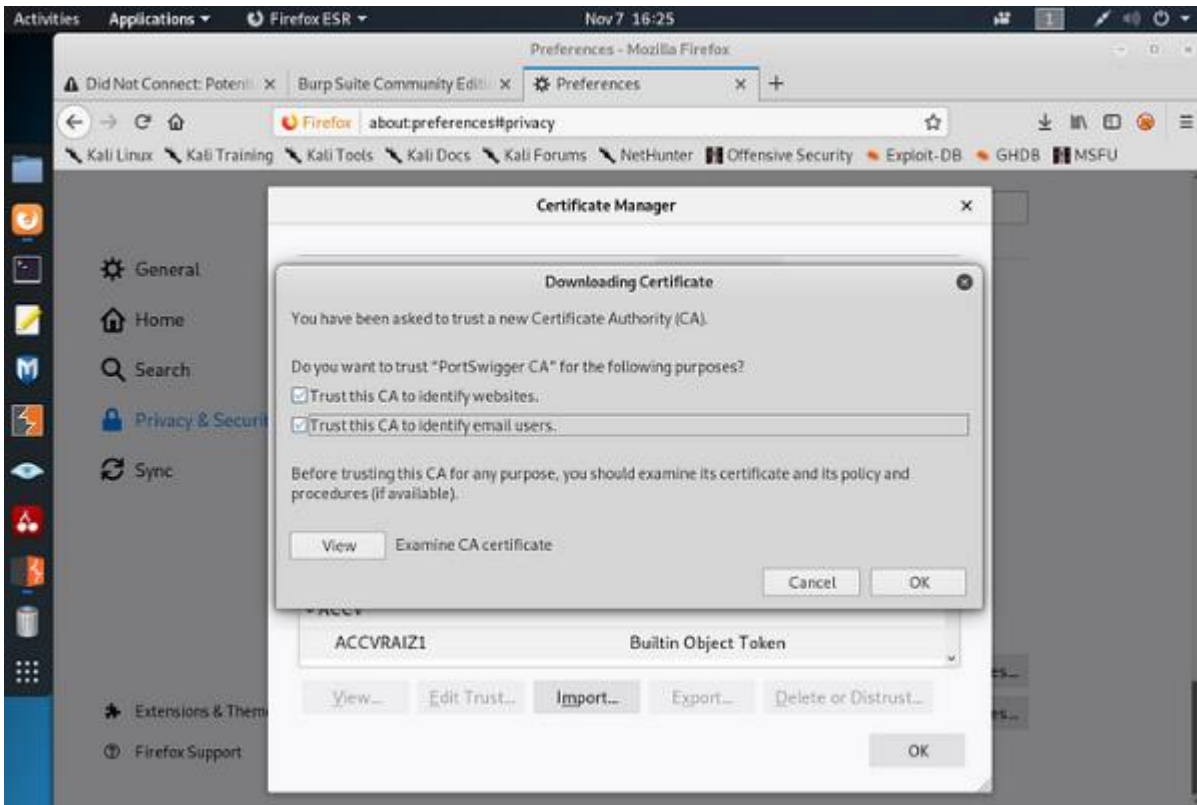 Activities Applications Firefox ESR Nov 7 16:25 1
Preferences - Mozilla Firefox
Did Not Connect: Potenti Burp Suite Community Editi Preferences
Firefox about:preferences#privacy
Kali Linux Kali Training Kali Tools Kali Docs Kali Forums NetHunter Offensive Security Exploit-DB GHDB MSFU
Certificate Manager
General
Downloading Certificate
You have been asked to trust a new Certificate Authority (CA).
Home
Do you want to trust "PortSwigger CA" for the following purposes?
Search
Trust this CA to identify websites.
Privacy & Securit
Trust this CA to identify email users.
Sync
Before trusting this CA for any purpose, you should examine its certificate and its policy and
procedures (if available).
View Examine CA certificate
Cancel OK
ACCV
ACCVRAIZ1 Builtin Object Token
es...
View... Edit Trust... Import... Export... Delete or Distrust...
Extensions & Them
es...
Firefox Support
OK